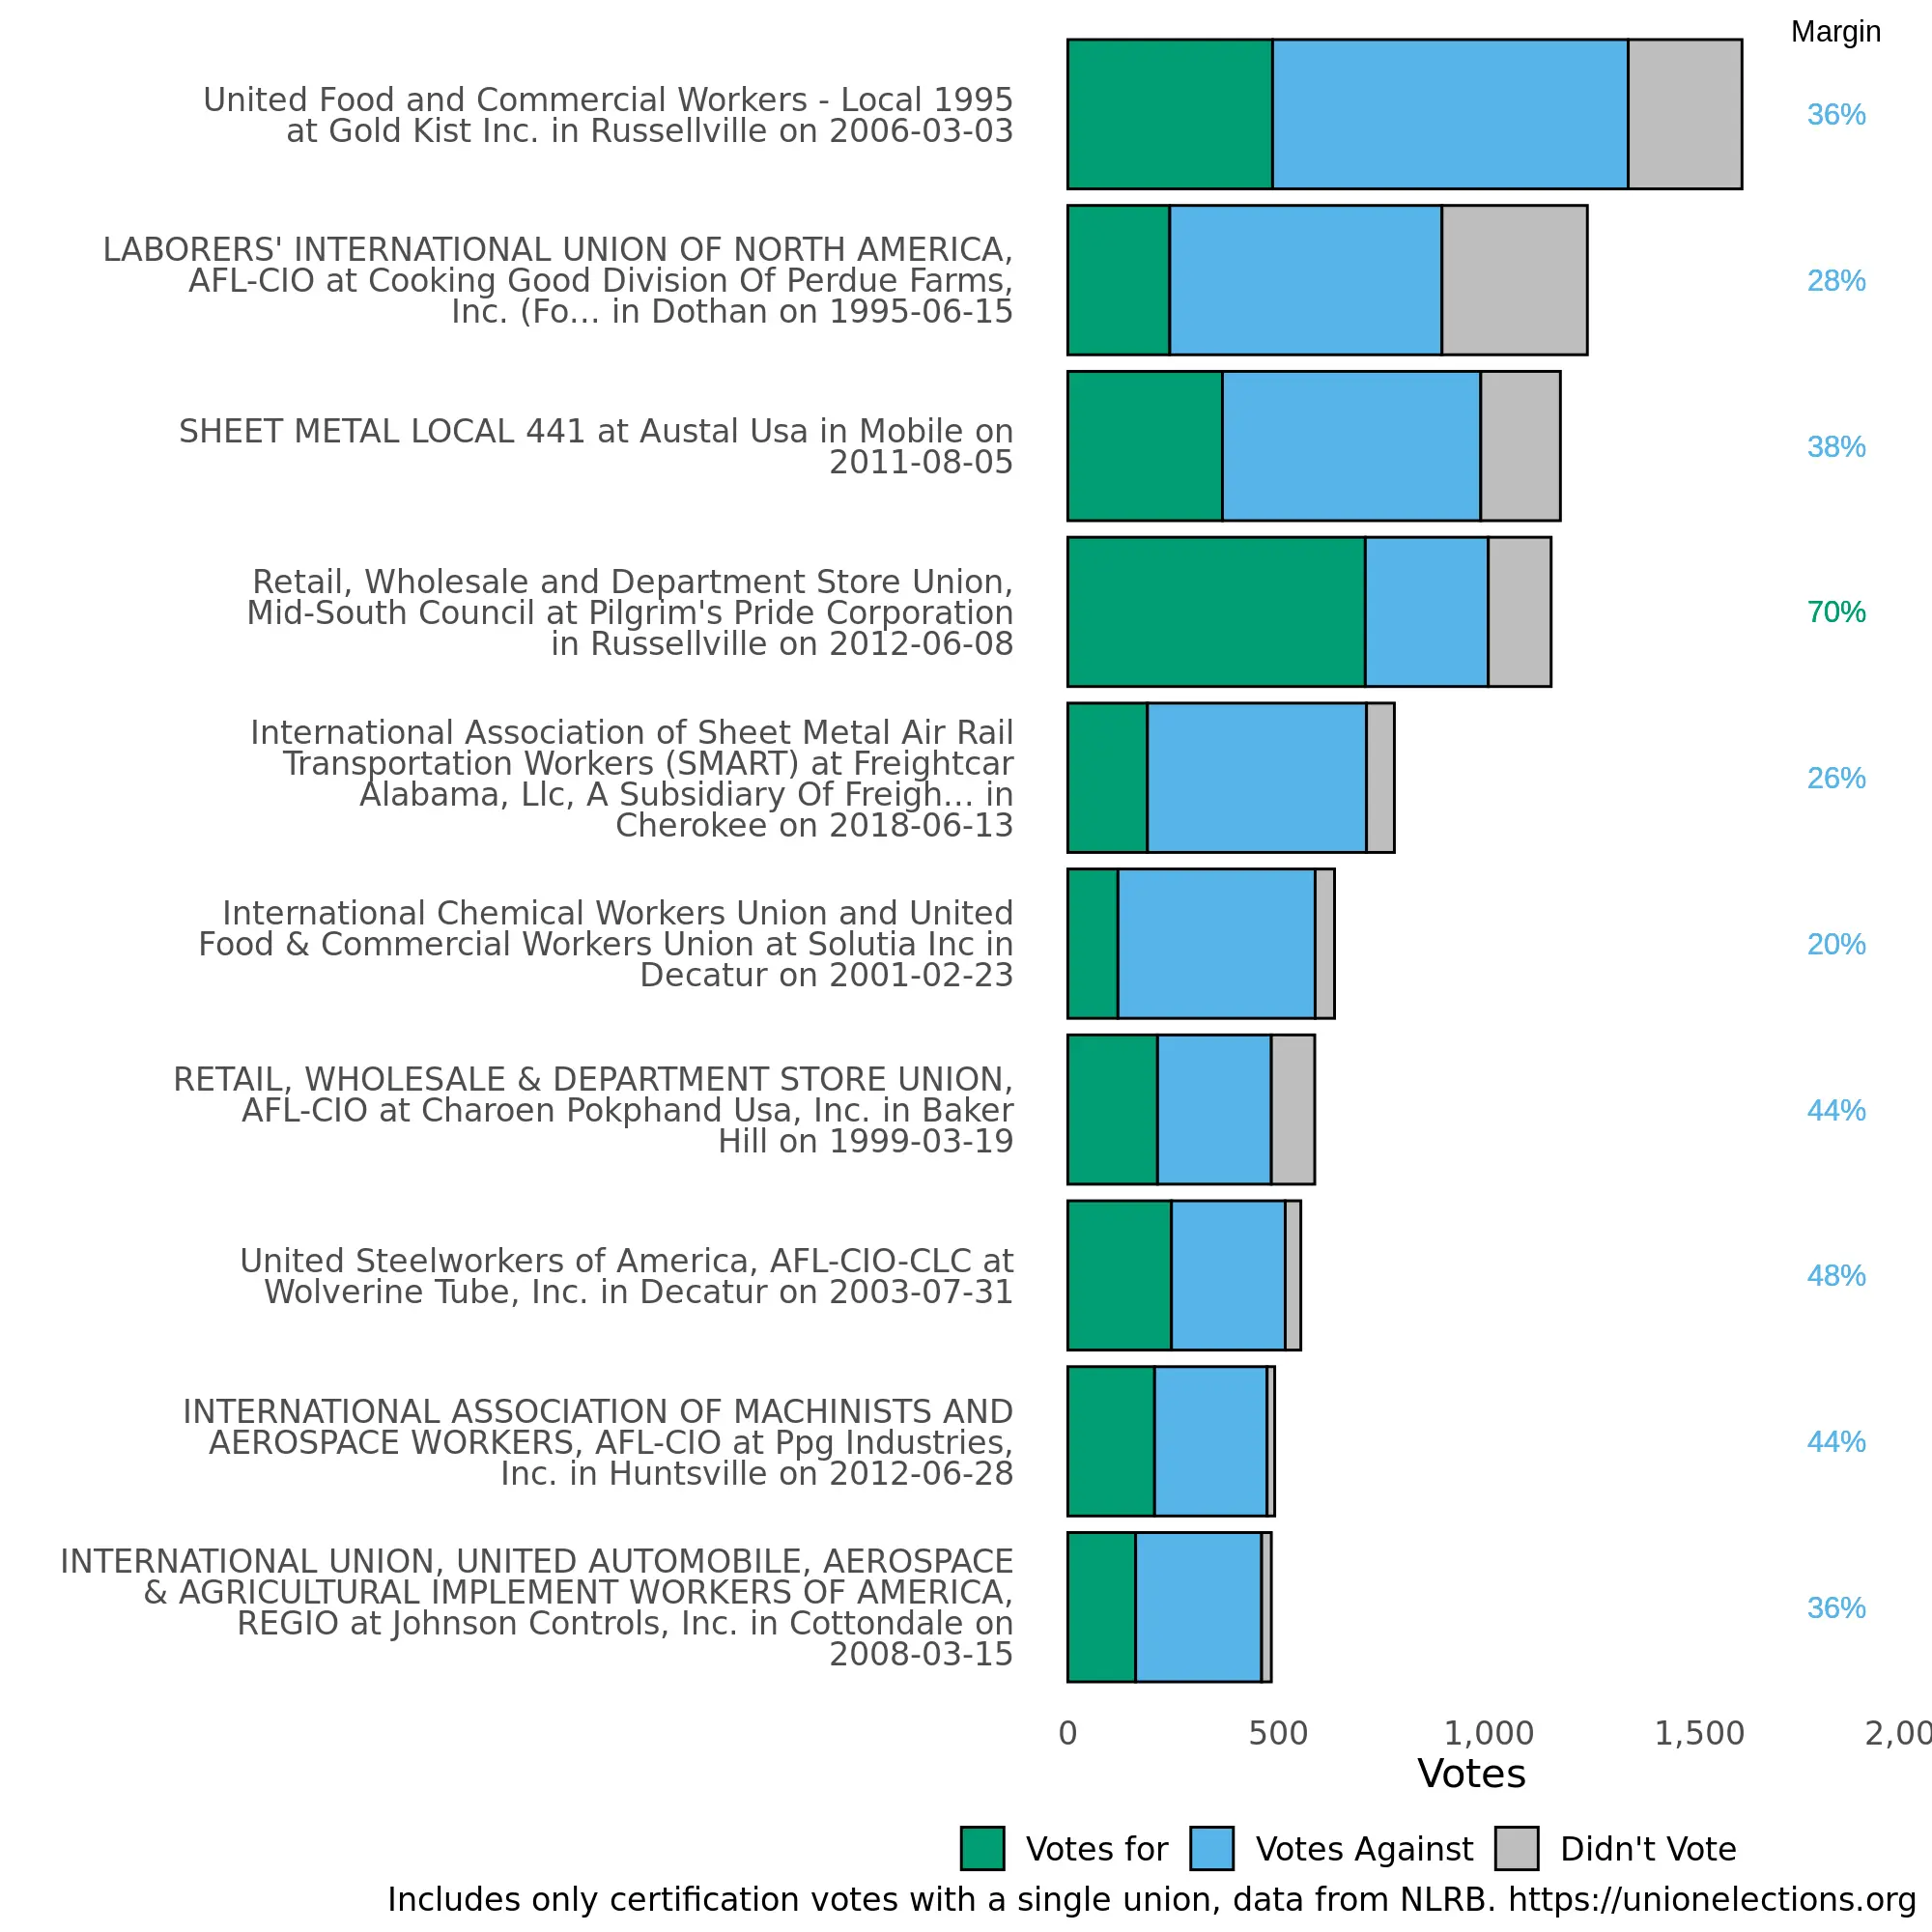 Margin
United Food and Commercial Workers - Local 1995
at Gold Kist Inc. in Russellville on 2006-03-03
36%
LABORERS' INTERNATIONAL UNION OF NORTH AMERICA,
AFL-CIO at Cooking Good Division Of Perdue Farms,
Inc. (Fo... in Dothan on 1995-06-15
28%
SHEET METAL LOCAL 441 at Austal Usa in Mobile on
2011-08-05
38%
Retail, Wholesale and Department Store Union,
Mid-South Council at Pilgrim's Pride Corporation
in Russellville on 2012-06-08
70%
International Association of Sheet Metal Air Rail
Transportation Workers (SMART) at Freightcar
Alabama, Llc, A Subsidiary Of Freigh... in
Cherokee on 2018-06-13
26%
International Chemical Workers Union and United
Food & Commercial Workers Union at Solutia Inc in
Decatur on 2001-02-23
20%
RETAIL, WHOLESALE & DEPARTMENT STORE UNION,
AFL-CIO at Charoen Pokphand Usa, Inc. in Baker
Hill on 1999-03-19
44%
United Steelworkers of America, AFL-CIO-CLC at
Wolverine Tube, Inc. in Decatur on 2003-07-31
48%
INTERNATIONAL ASSOCIATION OF MACHINISTS AND
AEROSPACE WORKERS, AFL-CIO at Ppg Industries,
Inc. in Huntsville on 2012-06-28
44%
INTERNATIONAL UNION, UNITED AUTOMOBILE, AEROSPACE
& AGRICULTURAL IMPLEMENT WORKERS OF AMERICA,
REGIO at Johnson Controls, Inc. in Cottondale on
2008-03-15
36%
0 500 1,000 1,500 2,00
Votes
Votes for Votes Against Didn't Vote
Includes only certification votes with a single union, data from NLRB. https://unionelections.org